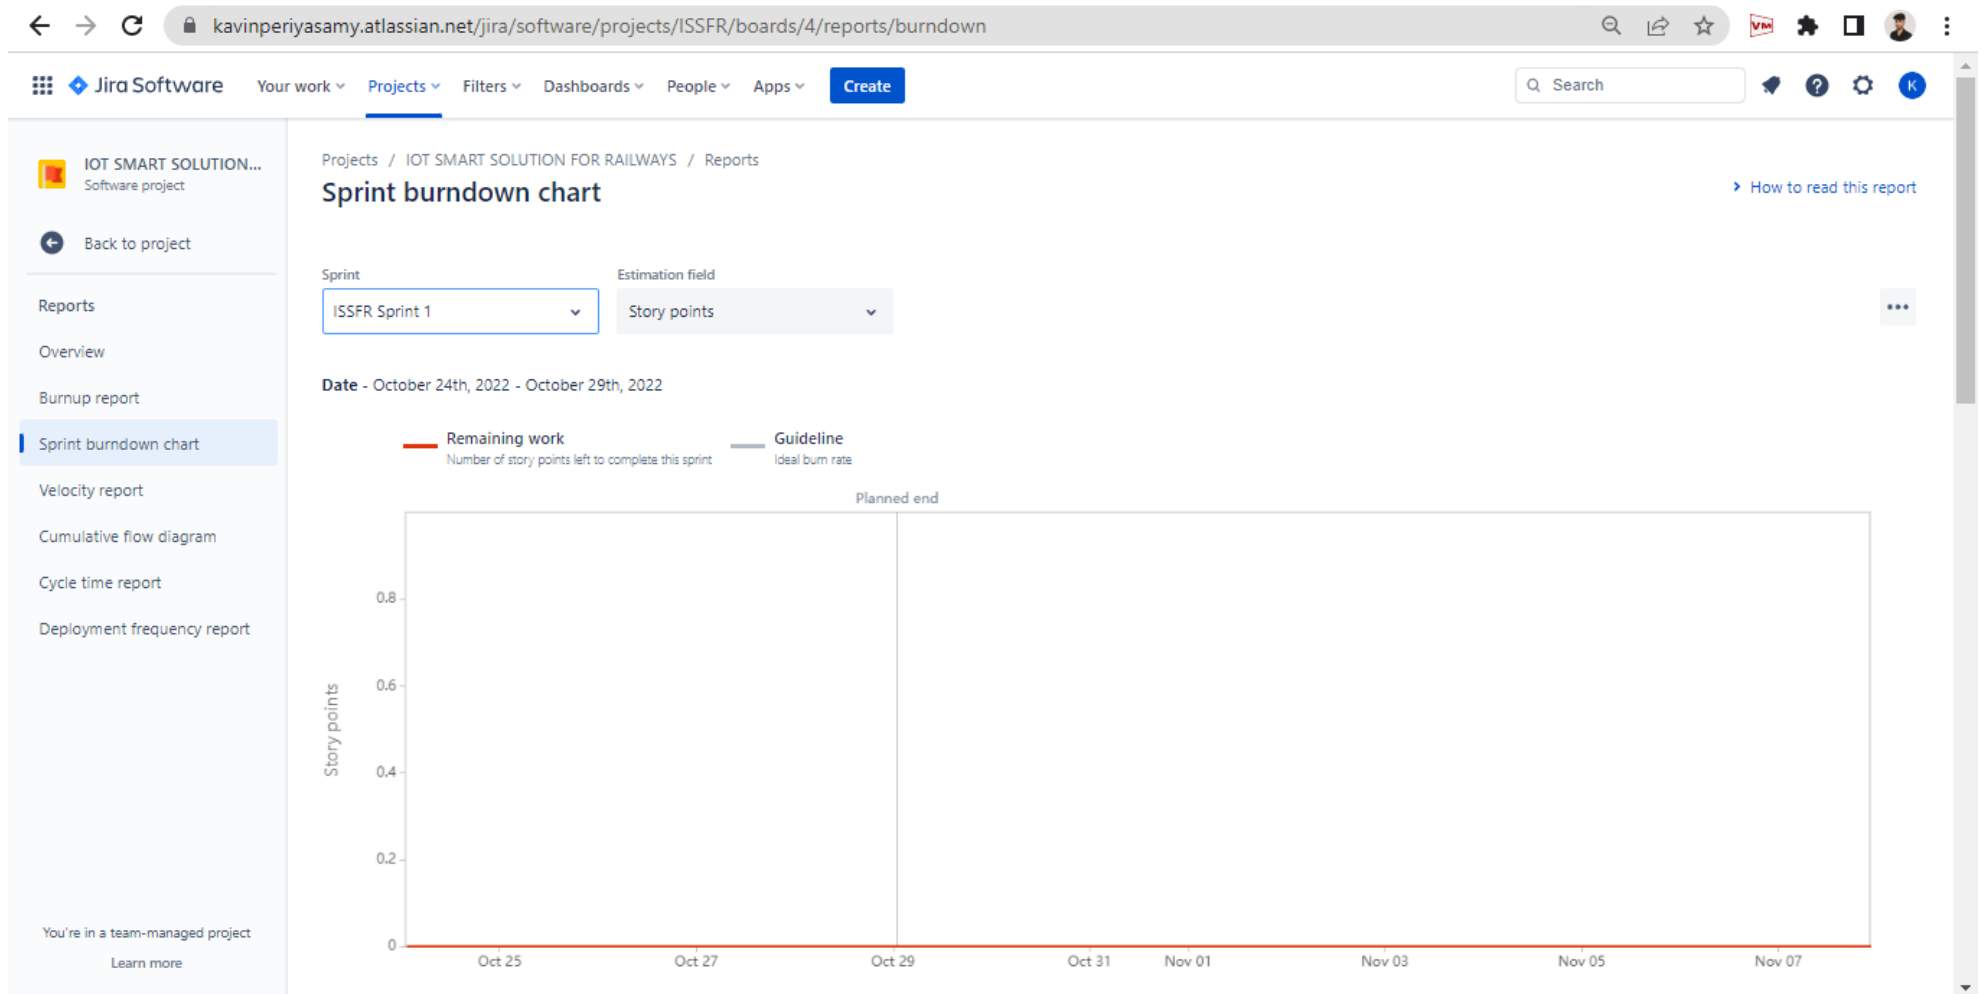 kavinperiyasamy.atlassian.net/jira/software/projects/ISSFR/boards/4/reports/burndown
VM
Jira Software Your work Projects Filters Dashboards People Apps Create Search K
IOT SMART SOLUTION...
Software project
Back to project
Reports
Overview
Burnup report
Sprint burndown chart
Velocity report
Cumulative flow diagram
Cycle time report
Deployment frequency report
You're in a team-managed project
Learn more
Projects / IOT SMART SOLUTION FOR RAILWAYS / Reports
Sprint burndown chart
How to read this report
Sprint Estimation field
ISSFR Sprint 1 Story points
Date - October 24th, 2022 - October 29th, 2022
Remaining work Guideline
Number of story points left to complete this sprint Ideal burn rate
Planned end
Story points
0.8
0.6
0.4
0.2
0
Oct 25 Oct 27 Oct 29 Oct 31 Nov 01 Nov 03 Nov 05 Nov 07